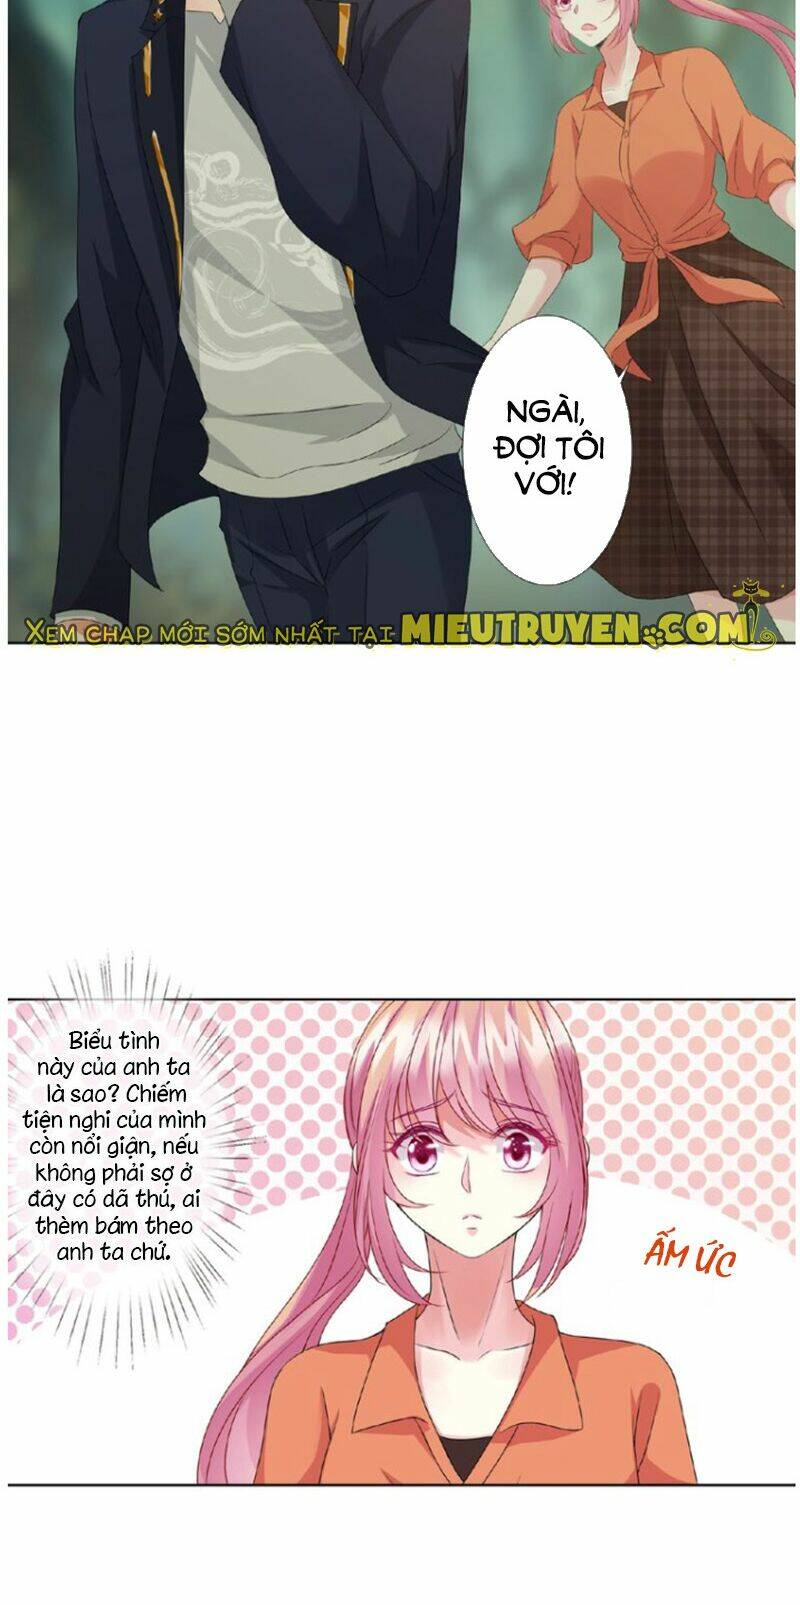 NGÀI,
ĐỢI TÔI
VỚI!
XEM CHAP MỚI SỚM NHẤT TẠI MIEUTRUYEN.COM
Biểu tình
này của anh ta
là sao? Chiếm
tiện nghi của mình
còn nổi giận, nếu
không phải sợ ở
đây có dã thú, ai
thèm bám theo
anh ta chứ.
ẤM ỨC